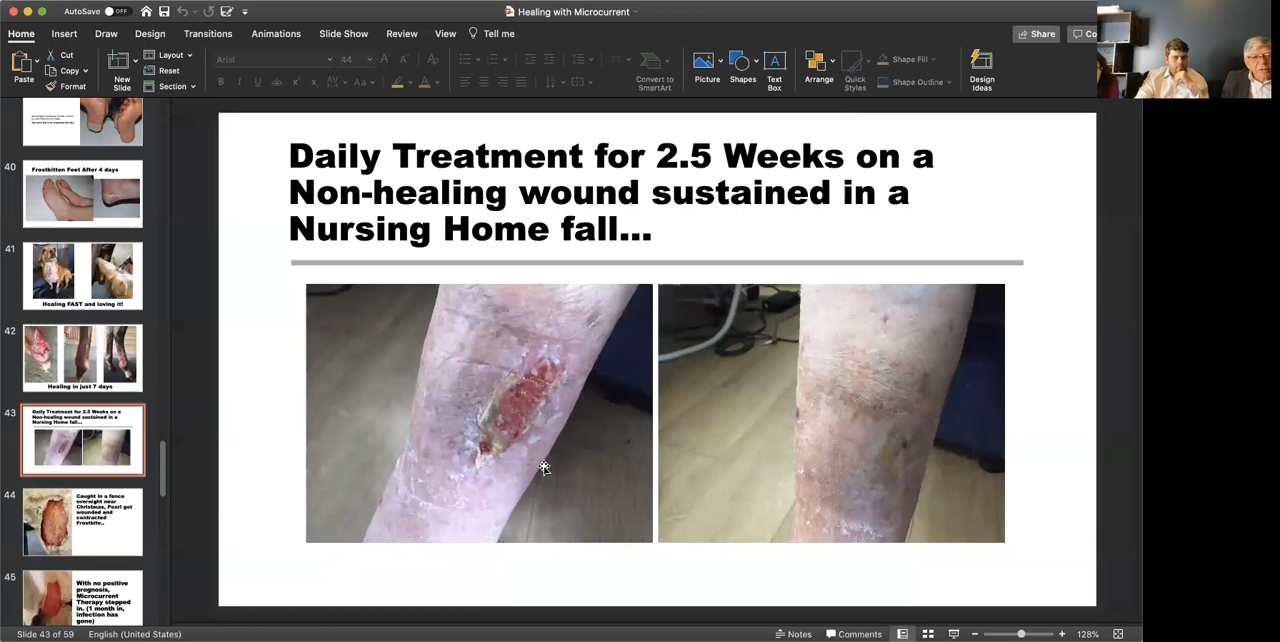 AutoSave OFF
Healing with Microcurrent
Home Insert Draw Design Transitions Animations Slide Show Review View Tell me
Share Co
Paste
Cut
Copy
Format
New Slide
Layout
Reset
Section
Arial 44
Convert to SmartArt
Picture
Shapes
Text Box
Arrange
Quick Styles
Shape Fill
Shape Outline
Design Ideas
40
Frostbitten Feet After 4 days
41
Healing FAST and loving it!
42
Healing in just 7 days
43
Daily Treatment for 2.5 Weeks on a
Non-healing wound sustained in a
Nursing Home fall...
44
Caught in a fence
overnight near
Christmas, Pearl got
wounded and
contracted
Frostbite..
45
With no positive
prognosis,
Microcurrent
Therapy stepped
in. (1 month in,
infection has
gone)
Daily Treatment for 2.5 Weeks on a
Non-healing wound sustained in a
Nursing Home fall...
Slide 43 of 59 English (United States)
Notes Comments 128%